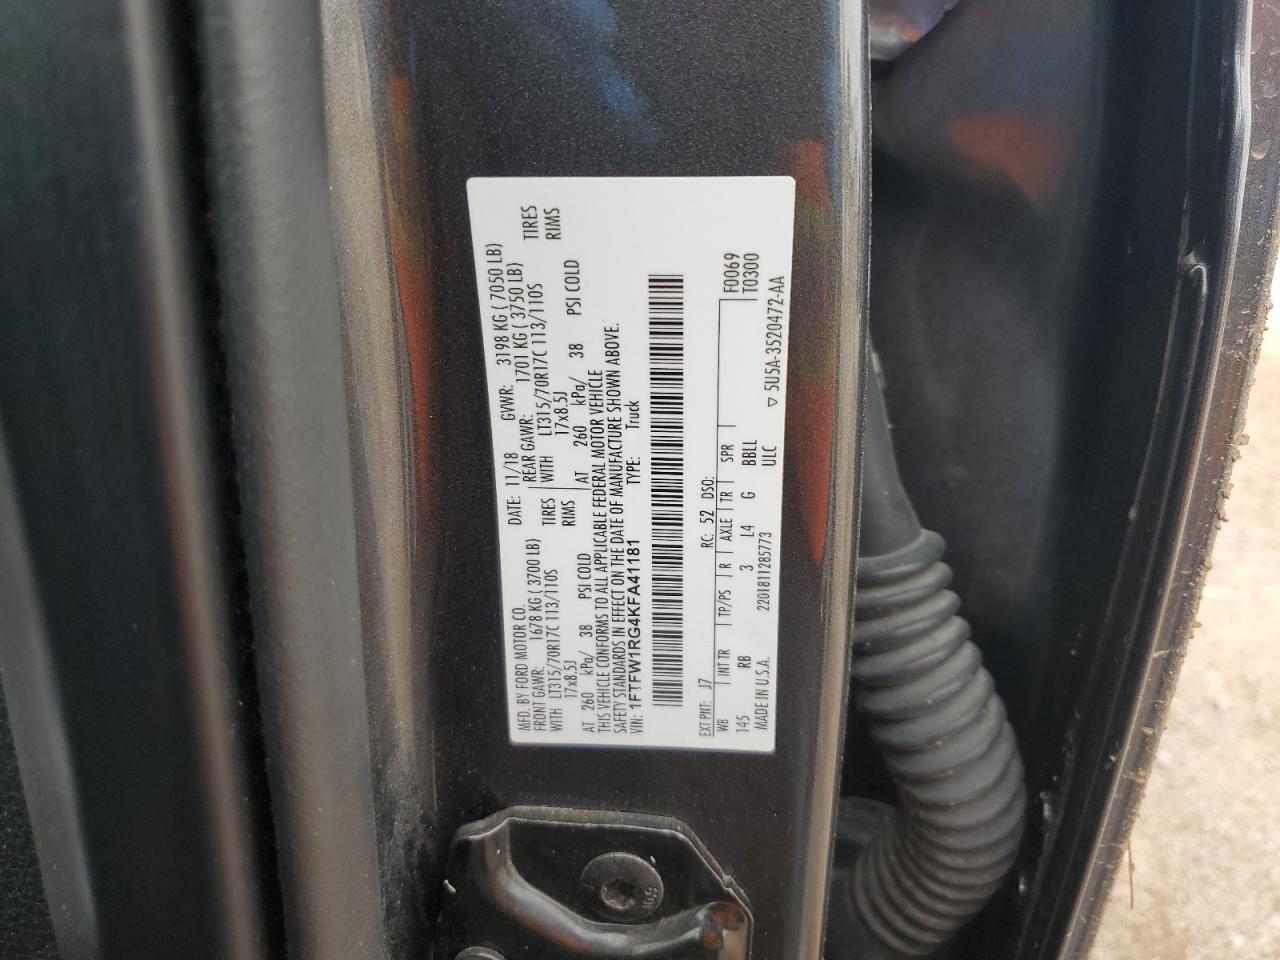 MFD. BY FORD MOTOR CO.
DATE: 11/18 GVWR: 3198 KG ( 7050 LB)
FRONT GAWR: 1678 KG ( 3700 LB) REAR GAWR: 1701 KG ( 3750 LB)
WITH LT315/70R17C 113/110S TIRES WITH LT315/70R17C 113/110S TIRES
17x8.5J RIMS 17x8.5J RIMS
AT 260 kPa/ 38 PSI COLD AT 260 kPa/ 38 PSI COLD
THIS VEHICLE CONFORMS TO ALL APPLICABLE FEDERAL MOTOR VEHICLE
SAFETY STANDARDS IN EFFECT ON THE DATE OF MANUFACTURE SHOWN ABOVE.
VIN: 1FTFW1RG4KFA41181 TYPE: Truck
EXT PNT: J7 RC: 52 DSO:
WB INT TR TP/PS R AXLE TR SPR F0069
145 RB 3 L4 G BBLL T0300
MADE IN U.S.A. 2201811285773 ULC
▽ 5U5A-3520472-AA